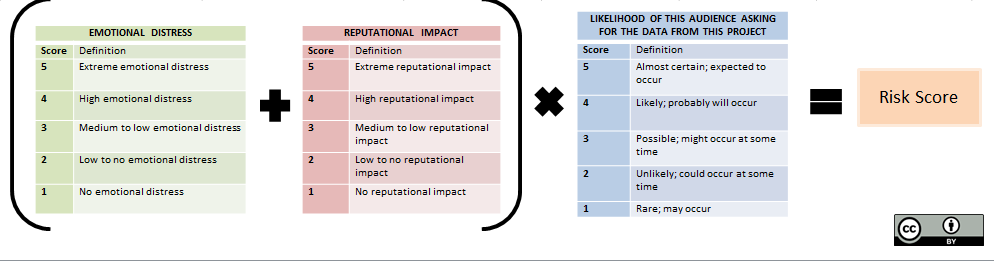 EMOTIONAL DISTRESS
Score Definition
5 Extreme emotional distress
4 High emotional distress
3 Medium to low emotional distress
2 Low to no emotional distress
1 No emotional distress
REPUTATIONAL IMPACT
Score Definition
5 Extreme reputational impact
4 High reputational impact
3 Medium to low reputational
impact
2 Low to no reputational
impact
1 No reputational impact
LIKELIHOOD OF THIS AUDIENCE ASKING
FOR THE DATA FROM THIS PROJECT
Score Definition
5 Almost certain; expected to
occur
4 Likely; probably will occur
3 Possible; might occur at some
time
2 Unlikely; could occur at some
time
1 Rare; may occur
Risk Score
cc
BY